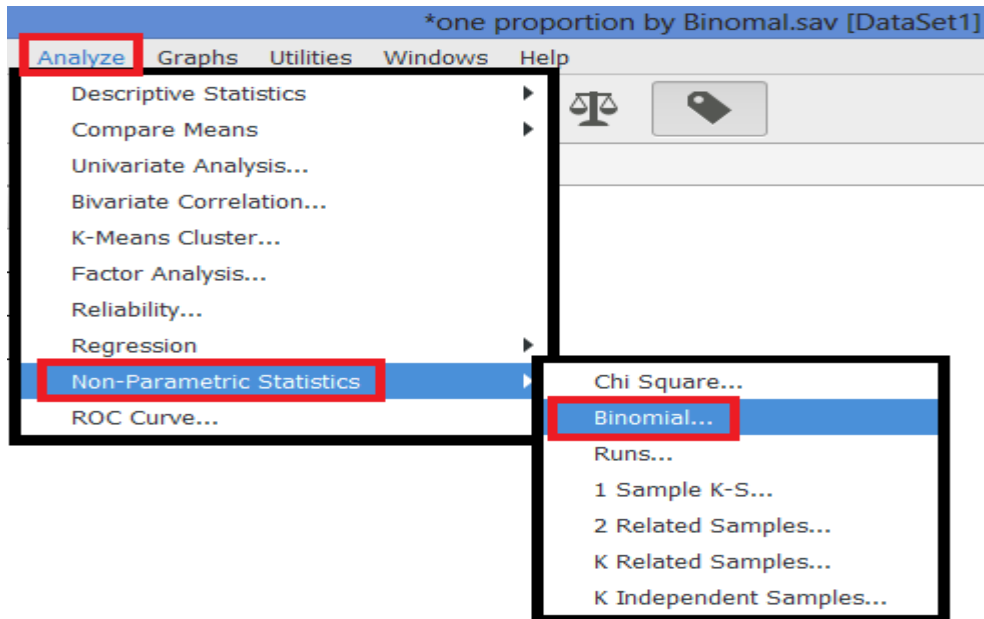 *one proportion by Binomal.sav [DataSet1]
Analyze Graphs Utilities Windows Help
Descriptive Statistics
Compare Means
Univariate Analysis...
Bivariate Correlation...
K-Means Cluster...
Factor Analysis...
Reliability...
Regression
Non-Parametric Statistics
ROC Curve...
Chi Square...
Binomial...
Runs...
1 Sample K-S...
2 Related Samples...
K Related Samples...
K Independent Samples...